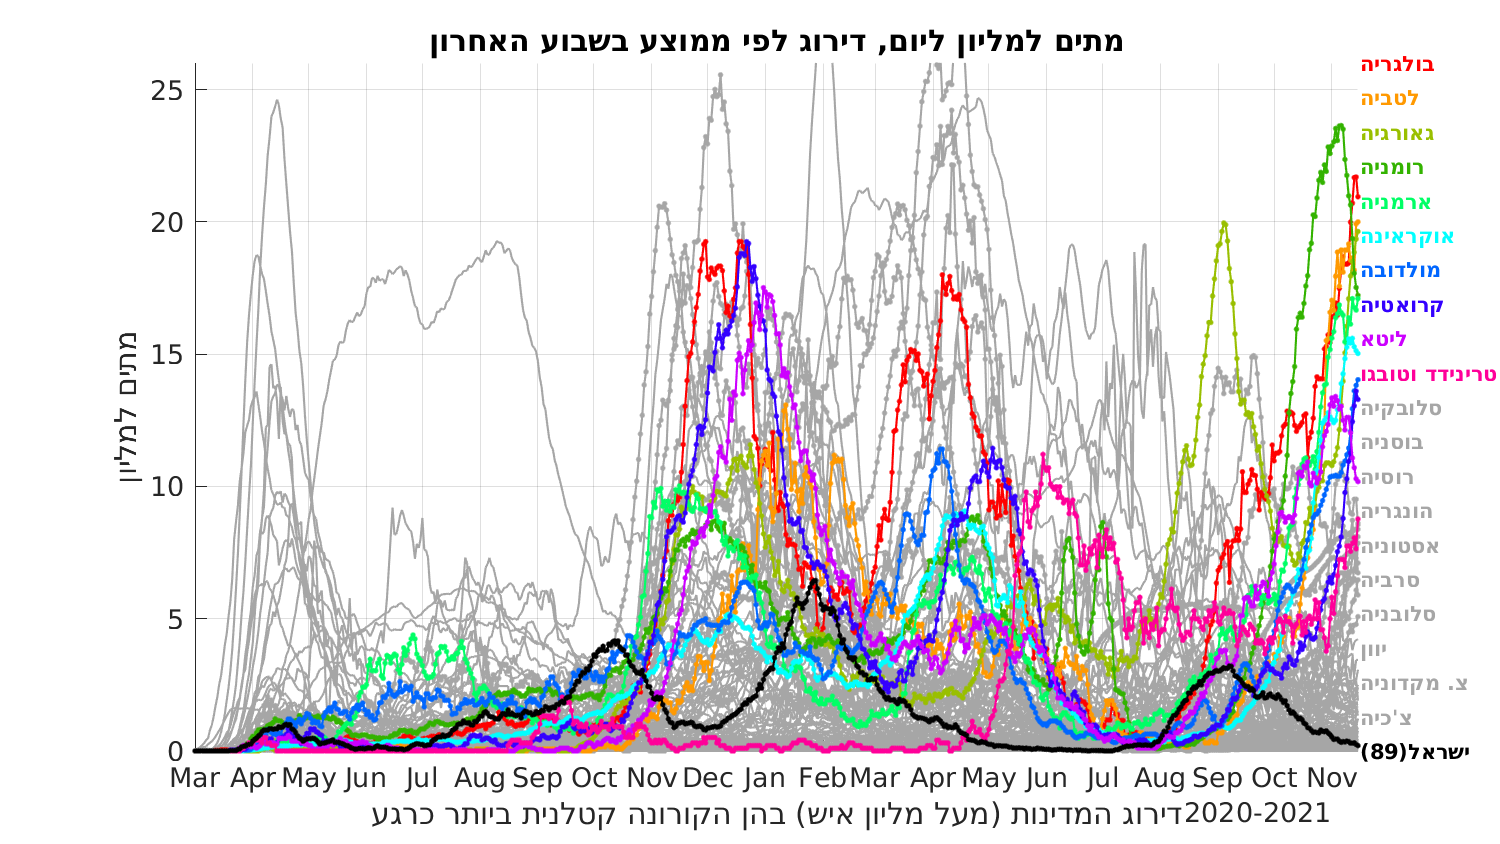 מתים למליון ליום, דירוג לפי ממוצע בשבוע האחרון
מתים למליון
25
20
15
10
5
0
Mar Apr May Jun Jul Aug Sep Oct Nov Dec Jan Feb Mar Apr May Jun Jul Aug Sep Oct Nov
דירוג המדינות (מעל מליון איש) בהן הקורונה קטלנית ביותר כרגע 2020-2021
בולגריה
לטביה
גאורגיה
רומניה
ארמניה
אוקראינה
מולדובה
קרואטיה
ליטא
טרינידד וטובגו
סלובקיה
בוסניה
רוסיה
הונגריה
אסטוניה
סרביה
סלובניה
יוון
צ. מקדוניה
צ'כיה
ישראל(89)